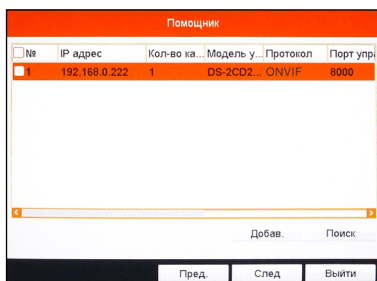 Помощник
№ IP адрес Кол-во ка... Модель у... Протокол Порт упра
1 192.168.0.222 1 DS-2CD2... ONVIF 8000
Добав. Поиск
Пред. След Выйти